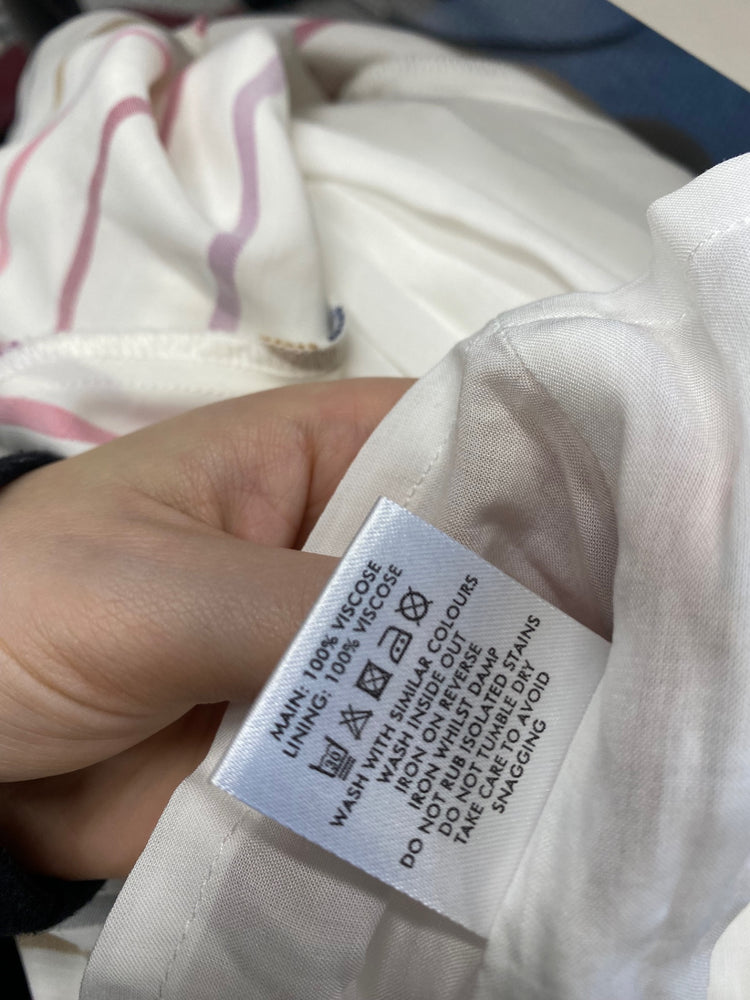 MAIN: 100% VISCOSE
LINING: 100% VISCOSE
30
WASH WITH SIMILAR COLOURS
WASH INSIDE OUT
IRON ON REVERSE
IRON WHILST DAMP
DO NOT RUB ISOLATED STAINS
DO NOT TUMBLE DRY
TAKE CARE TO AVOID
SNAGGING